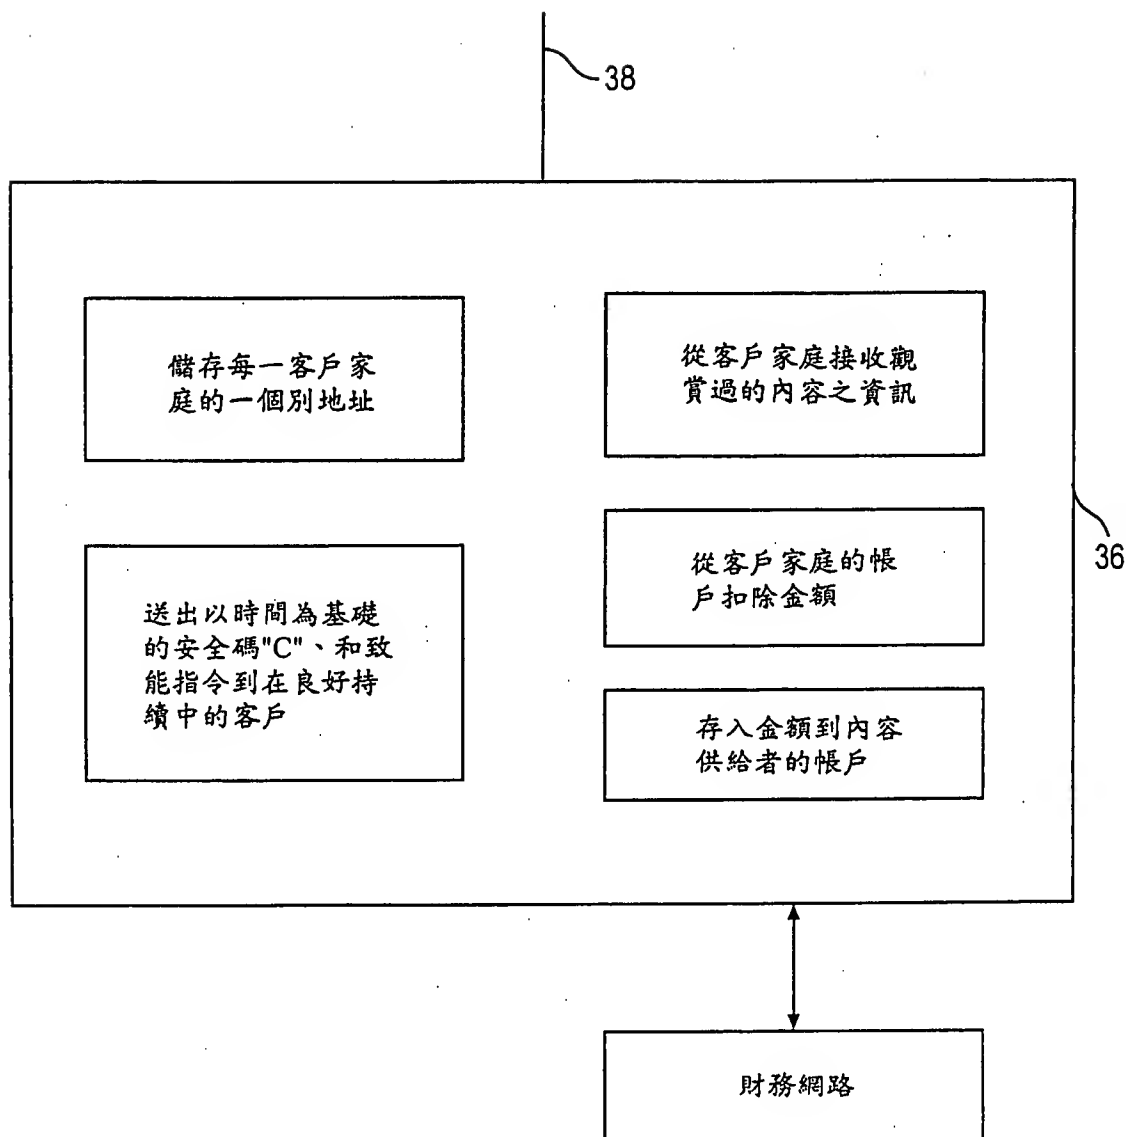 38
儲存每一客戶家
庭的一個別地址
從客戶家庭接收觀
賞過的內容之資訊
送出以時間為基礎
的安全碼"C"、和致
能指令到在良好持
續中的客戶
從客戶家庭的帳
戶扣除金額
36
存入金額到內容
供給者的帳戶
財務網路